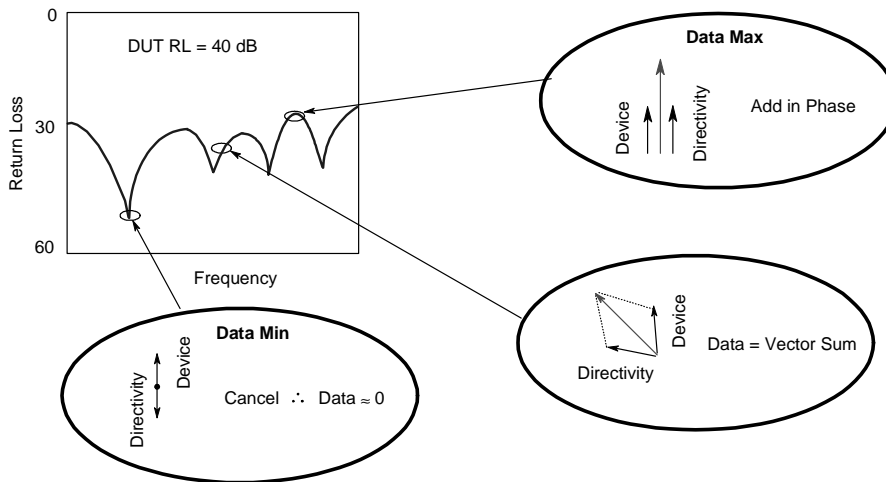 0
DUT RL = 40 dB
30
60
Return Loss
Frequency
Data Max
Device
Directivity
Add in Phase
Data Min
Directivity
Device
Cancel ∴ Data ≈ 0
Device
Directivity
Data = Vector Sum